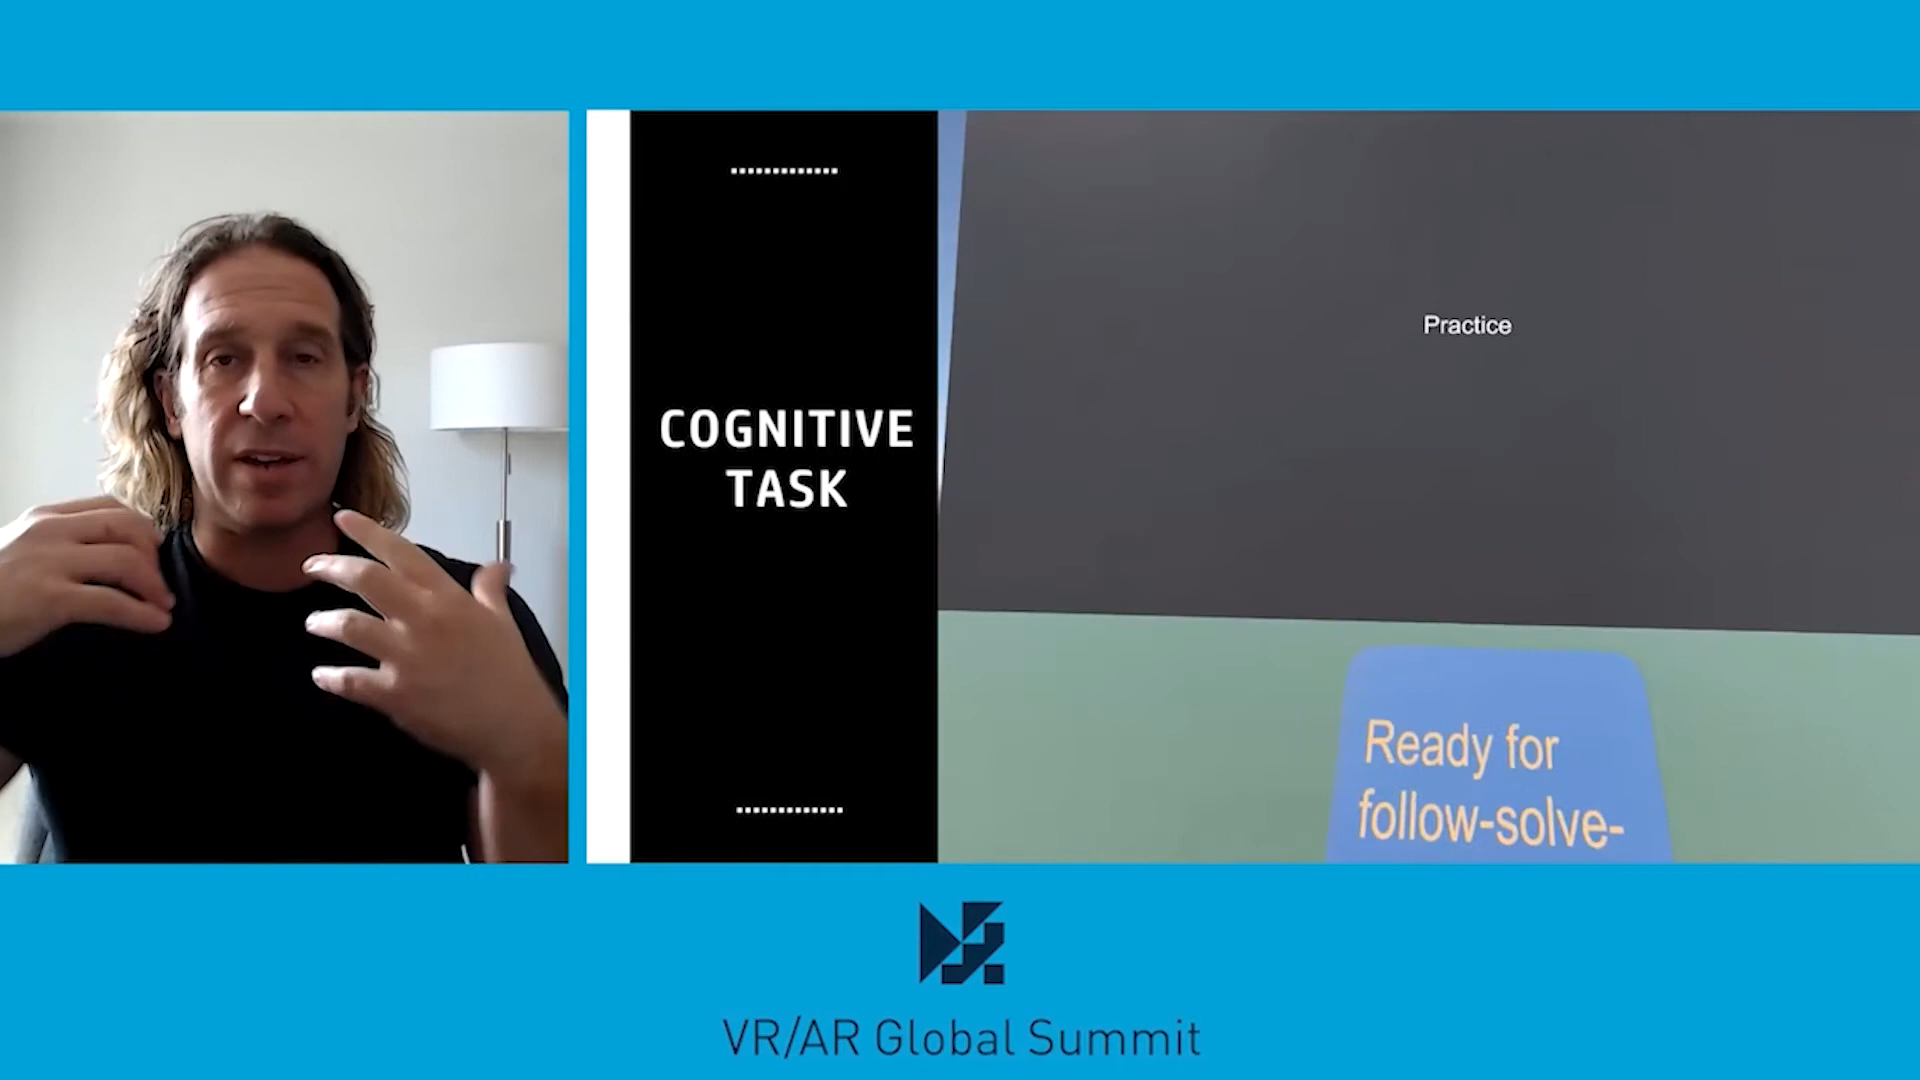 COGNITIVE
TASK
Practice
Ready for
follow-solve-
VR/AR Global Summit